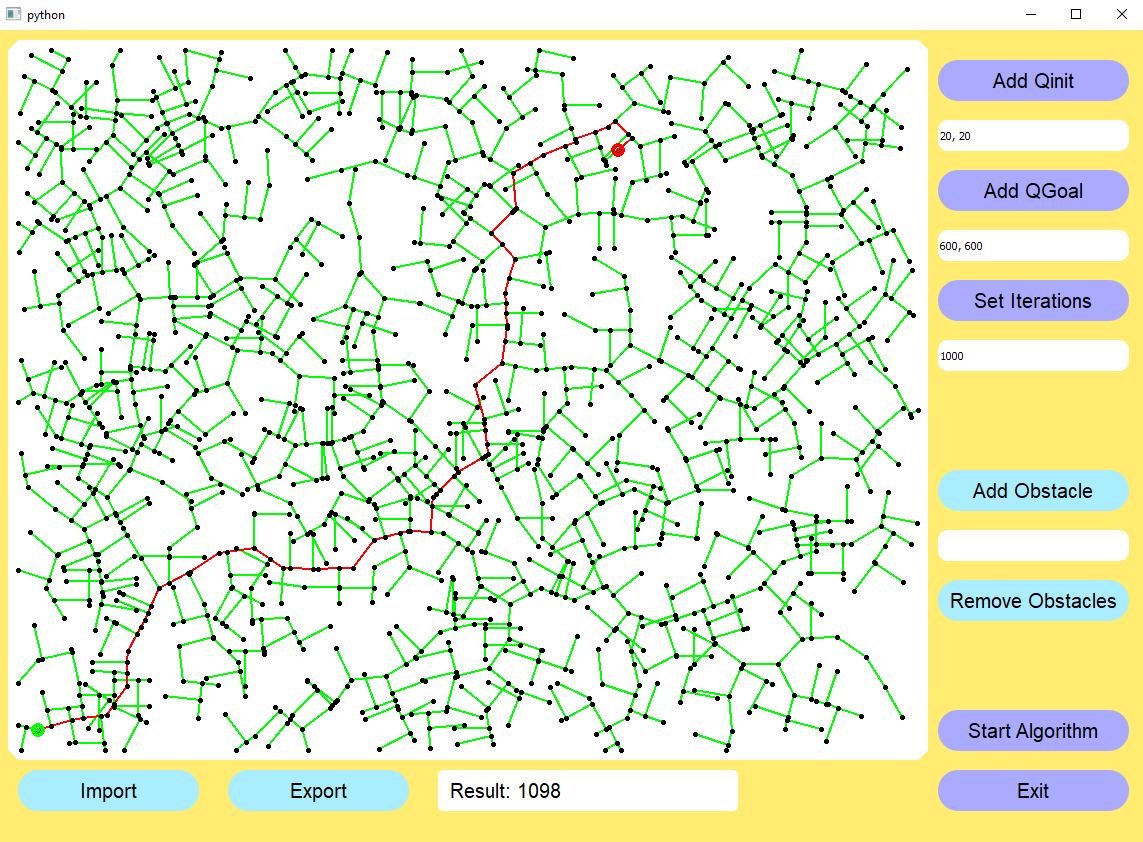 python
Add Qinit
20, 20
Add QGoal
600, 600
Set Iterations
1000
Add Obstacle
Remove Obstacles
Start Algorithm
Import
Export
Result: 1098
Exit